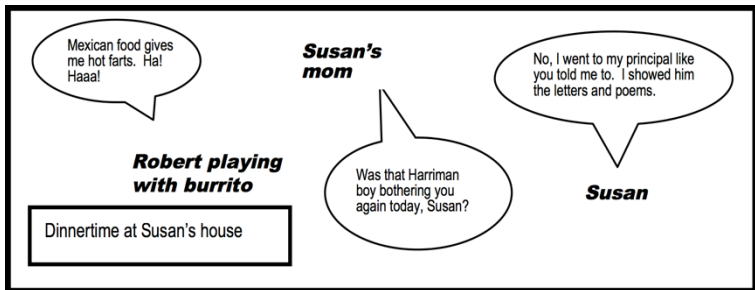 Mexican food gives
me hot farts.  Ha!
Haaa!
Susan's
mom
No, I went to my principal like
you told me to.  I showed him
the letters and poems.
Robert playing
with burrito
Was that Harriman
boy bothering you
again today, Susan?
Susan
Dinnertime at Susan's house